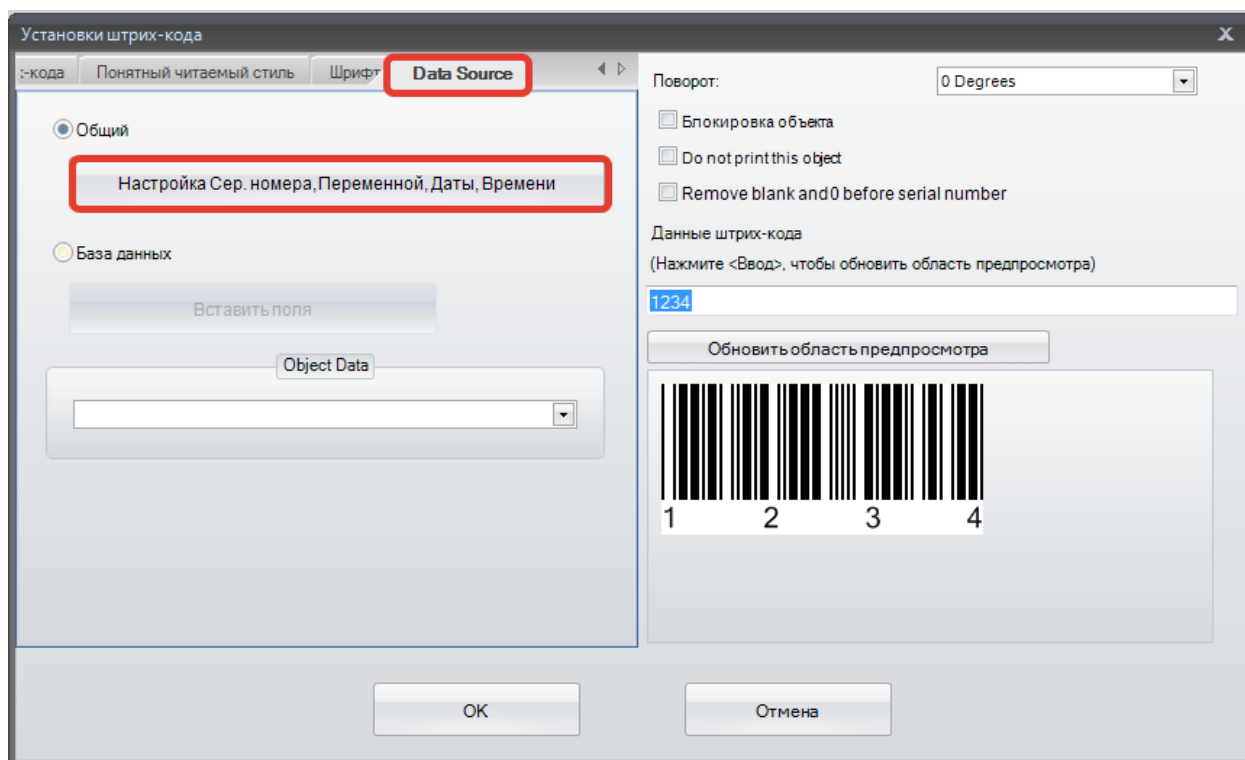 Установки штрих-кода
X
:-кода Понятный читаемый стиль Шрифт Data Source
Общий
Настройка Сер. номера, Переменной, Даты, Времени
База данных
Вставить поля
Object Data
Поворот: 0 Degrees
Блокировка объекта
Do not print this object
Remove blank and 0 before serial number
Данные штрих-кода
(Нажмите <Ввод>, чтобы обновить область предпросмотра)
1234
Обновить область предпросмотра
1 2 3 4
OK Отмена